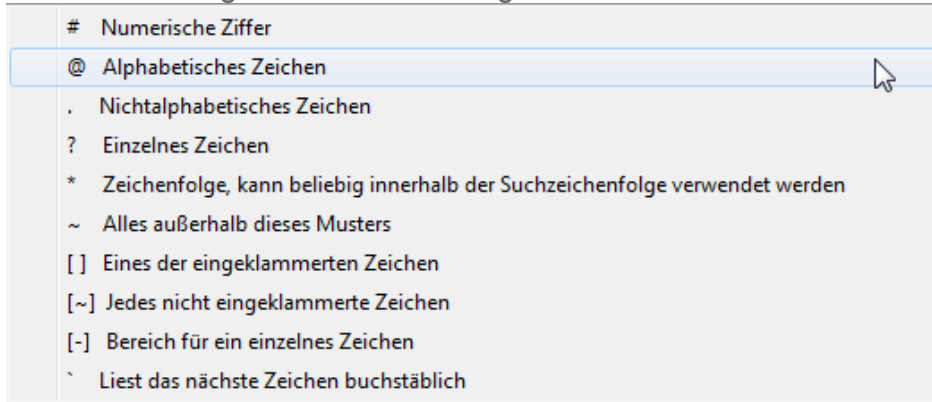 # Numerische Ziffer
@ Alphabetisches Zeichen
. Nichtalphabetisches Zeichen
? Einzelnes Zeichen
* Zeichenfolge, kann beliebig innerhalb der Suchzeichenfolge verwendet werden
~ Alles außerhalb dieses Musters
[ ] Eines der eingeklammerten Zeichen
[~] Jedes nicht eingeklammerte Zeichen
[-] Bereich für ein einzelnes Zeichen
` Liest das nächste Zeichen buchstäblich